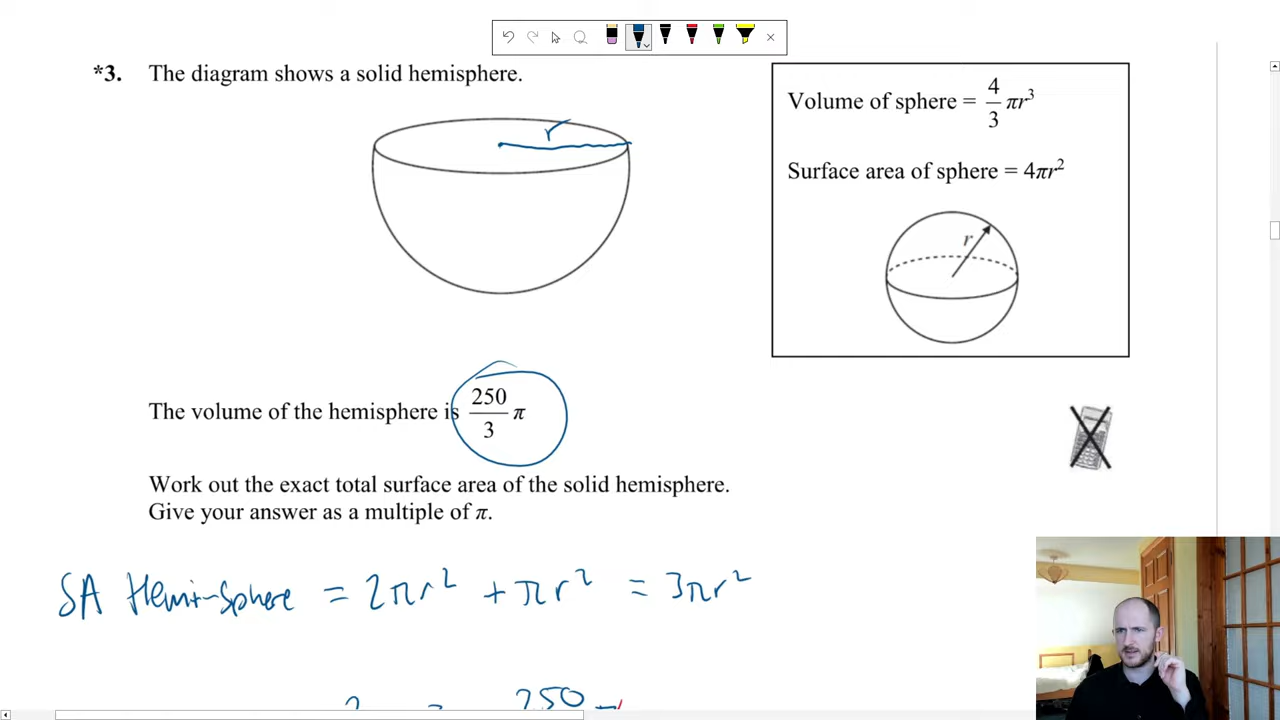 *3. The diagram shows a solid hemisphere.
r
Volume of sphere = 4/3 πr³
Surface area of sphere = 4πr²
r
The volume of the hemisphere is 250/3 π
Work out the exact total surface area of the solid hemisphere.
Give your answer as a multiple of π.
SA Hemi-Sphere = 2πr² + πr² = 3πr²
250